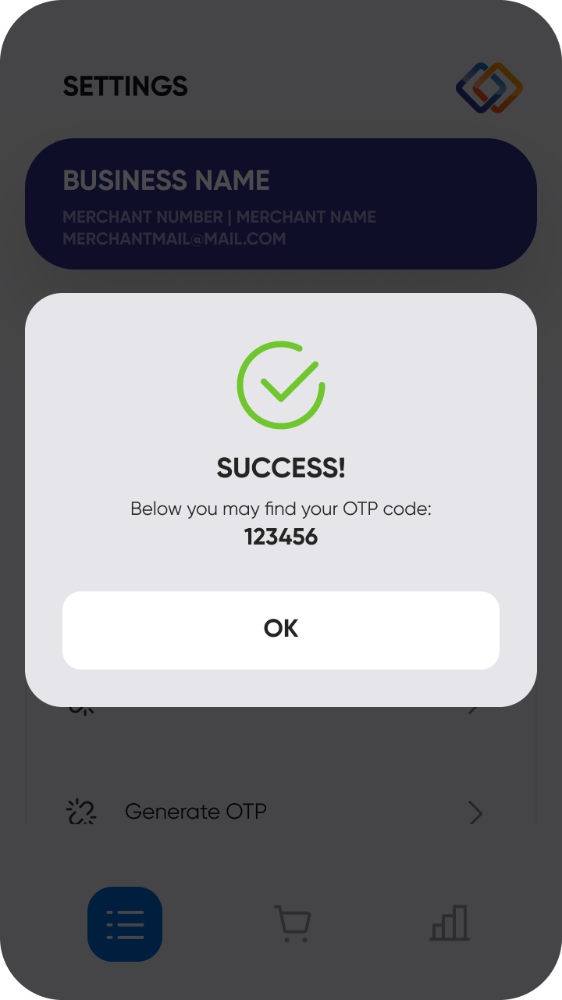 SETTINGS
BUSINESS NAME
MERCHANT NUMBER | MERCHANT NAME
MERCHANTMAIL@MAIL.COM
SUCCESS!
Below you may find your OTP code:
123456
OK
Generate OTP